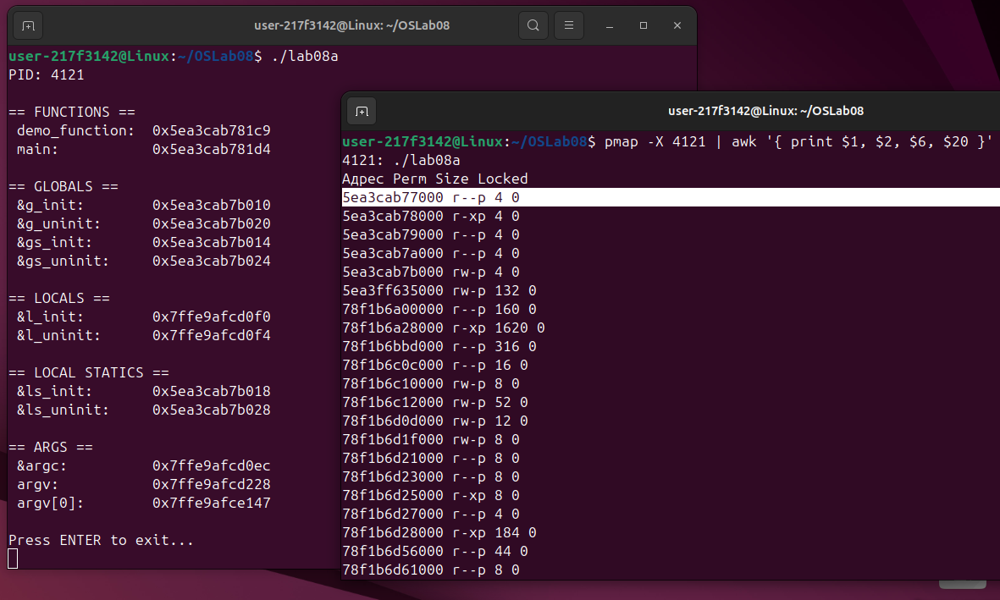 user-217f3142@Linux: ~/OSLab08
user-217f3142@Linux:~/OSLab08$ ./lab08a
PID: 4121
== FUNCTIONS ==
demo_function: 0x5ea3cab781c9
main: 0x5ea3cab781d4
== GLOBALS ==
&g_init: 0x5ea3cab7b010
&g_uninit: 0x5ea3cab7b020
&gs_init: 0x5ea3cab7b014
&gs_uninit: 0x5ea3cab7b024
== LOCALS ==
&l_init: 0x7ffe9afcd0f0
&l_uninit: 0x7ffe9afcd0f4
== LOCAL STATICS ==
&ls_init: 0x5ea3cab7b018
&ls_uninit: 0x5ea3cab7b028
== ARGS ==
&argc: 0x7ffe9afcd0ec
argv: 0x7ffe9afcd228
argv[0]: 0x7ffe9afce147
Press ENTER to exit...
user-217f3142@Linux: ~/OSLab08
user-217f3142@Linux:~/OSLab08$ pmap -X 4121 | awk '{ print $1, $2, $6, $20 }'
4121: ./lab08a
Адрес Perm Size Locked
5ea3cab77000 r--p 4 0
5ea3cab78000 r-xp 4 0
5ea3cab79000 r--p 4 0
5ea3cab7a000 r--p 4 0
5ea3cab7b000 rw-p 4 0
5ea3ff635000 rw-p 132 0
78f1b6a00000 r--p 160 0
78f1b6a28000 r-xp 1620 0
78f1b6bbd000 r--p 316 0
78f1b6c0c000 r--p 16 0
78f1b6c10000 rw-p 8 0
78f1b6c12000 rw-p 52 0
78f1b6d0d000 rw-p 12 0
78f1b6d1f000 rw-p 8 0
78f1b6d21000 r--p 8 0
78f1b6d23000 r--p 8 0
78f1b6d25000 r-xp 8 0
78f1b6d27000 r--p 4 0
78f1b6d28000 r-xp 184 0
78f1b6d56000 r--p 44 0
78f1b6d61000 r--p 8 0